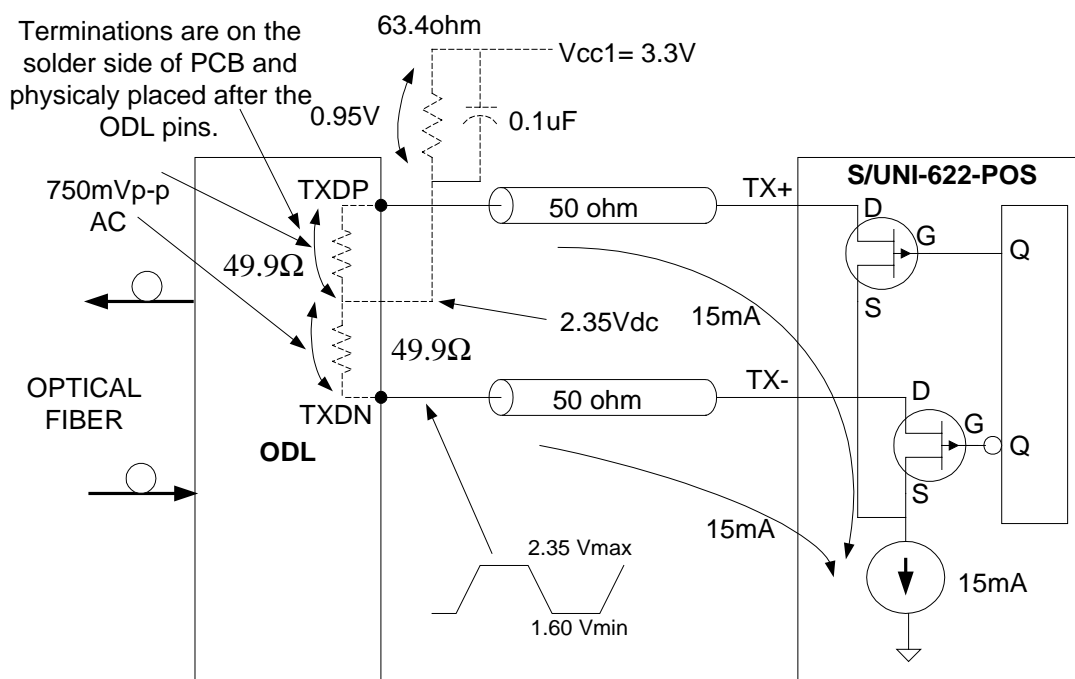 Terminations are on the
solder side of PCB and
physicaly placed after the
ODL pins.
63.4ohm
Vcc1= 3.3V
0.95V
0.1uF
750mVp-p
AC
TXDP
49.9Ω
49.9Ω
TXDN
ODL
OPTICAL
FIBER
50 ohm
50 ohm
2.35Vdc
15mA
15mA
2.35 Vmax
1.60 Vmin
TX+
TX-
S/UNI-622-POS
D
G
S
Q
D
G
S
Q
15mA